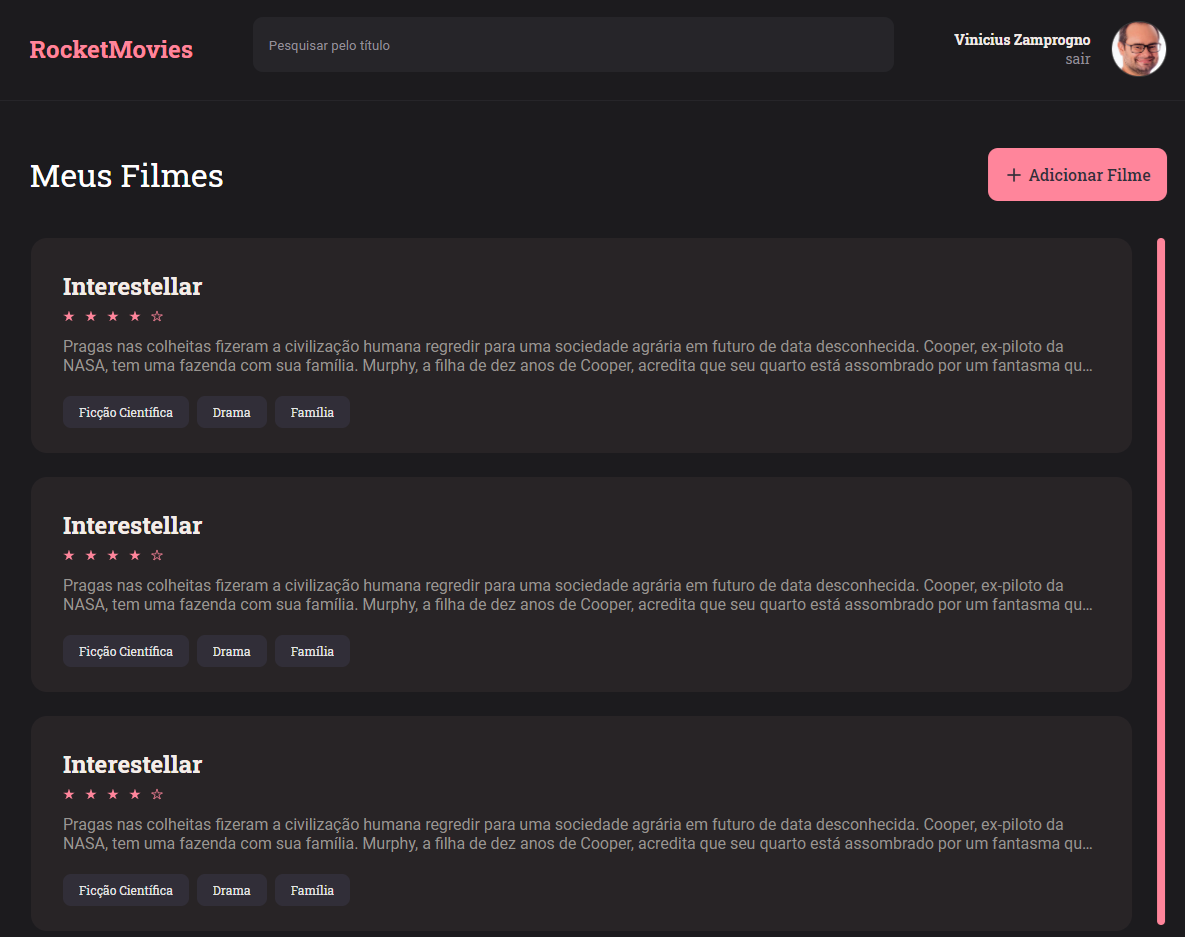 RocketMovies
Pesquisar pelo título
Vinicius Zamprogno
sair
Meus Filmes
+ Adicionar Filme
Interestellar
★ ★ ★ ★ ☆
Pragas nas colheitas fizeram a civilização humana regredir para uma sociedade agrária em futuro de data desconhecida. Cooper, ex-piloto da
NASA, tem uma fazenda com sua família. Murphy, a filha de dez anos de Cooper, acredita que seu quarto está assombrado por um fantasma qu...
Ficção Científica Drama Família
Interestellar
★ ★ ★ ★ ☆
Pragas nas colheitas fizeram a civilização humana regredir para uma sociedade agrária em futuro de data desconhecida. Cooper, ex-piloto da
NASA, tem uma fazenda com sua família. Murphy, a filha de dez anos de Cooper, acredita que seu quarto está assombrado por um fantasma qu...
Ficção Científica Drama Família
Interestellar
★ ★ ★ ★ ☆
Pragas nas colheitas fizeram a civilização humana regredir para uma sociedade agrária em futuro de data desconhecida. Cooper, ex-piloto da
NASA, tem uma fazenda com sua família. Murphy, a filha de dez anos de Cooper, acredita que seu quarto está assombrado por um fantasma qu...
Ficção Científica Drama Família